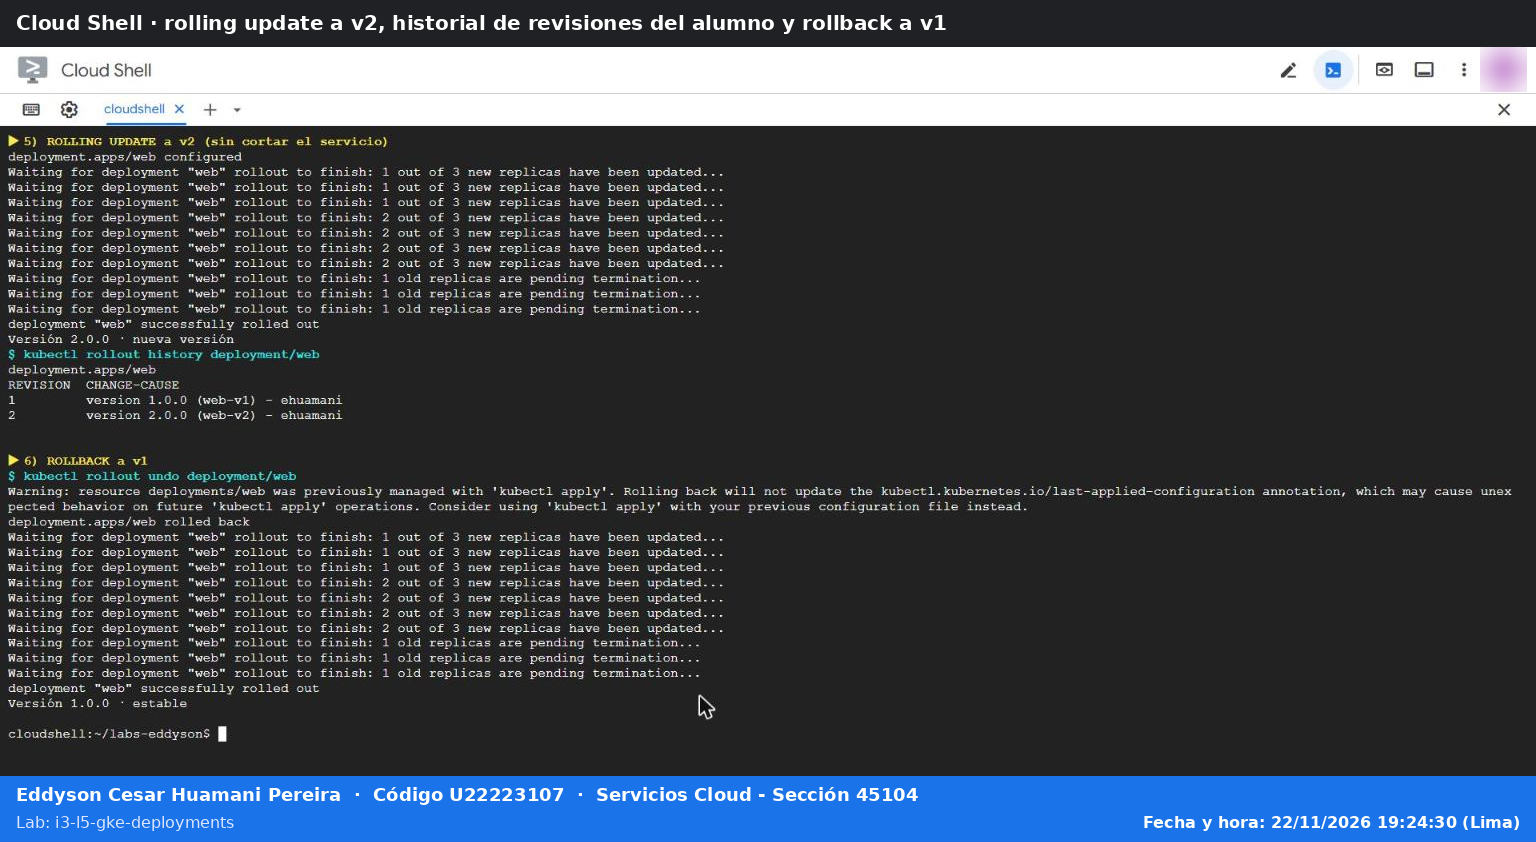 Cloud Shell · rolling update a v2, historial de revisiones del alumno y rollback a v1
Cloud Shell
cloudshell
5) ROLLING UPDATE a v2 (sin cortar el servicio)
deployment.apps/web configured
Waiting for deployment "web" rollout to finish: 1 out of 3 new replicas have been updated...
Waiting for deployment "web" rollout to finish: 1 out of 3 new replicas have been updated...
Waiting for deployment "web" rollout to finish: 1 out of 3 new replicas have been updated...
Waiting for deployment "web" rollout to finish: 2 out of 3 new replicas have been updated...
Waiting for deployment "web" rollout to finish: 2 out of 3 new replicas have been updated...
Waiting for deployment "web" rollout to finish: 2 out of 3 new replicas have been updated...
Waiting for deployment "web" rollout to finish: 2 out of 3 new replicas have been updated...
Waiting for deployment "web" rollout to finish: 1 old replicas are pending termination...
Waiting for deployment "web" rollout to finish: 1 old replicas are pending termination...
Waiting for deployment "web" rollout to finish: 1 old replicas are pending termination...
deployment "web" successfully rolled out
Versión 2.0.0 · nueva versión
$ kubectl rollout history deployment/web
deployment.apps/web
REVISION  CHANGE-CAUSE
1         version 1.0.0 (web-v1) - ehuamani
2         version 2.0.0 (web-v2) - ehuamani
6) ROLLBACK a v1
$ kubectl rollout undo deployment/web
Warning: resource deployments/web was previously managed with 'kubectl apply'. Rolling back will not update the kubectl.kubernetes.io/last-applied-configuration annotation, which may cause unex
pected behavior on future 'kubectl apply' operations. Consider using 'kubectl apply' with your previous configuration file instead.
deployment.apps/web rolled back
Waiting for deployment "web" rollout to finish: 1 out of 3 new replicas have been updated...
Waiting for deployment "web" rollout to finish: 1 out of 3 new replicas have been updated...
Waiting for deployment "web" rollout to finish: 1 out of 3 new replicas have been updated...
Waiting for deployment "web" rollout to finish: 2 out of 3 new replicas have been updated...
Waiting for deployment "web" rollout to finish: 2 out of 3 new replicas have been updated...
Waiting for deployment "web" rollout to finish: 2 out of 3 new replicas have been updated...
Waiting for deployment "web" rollout to finish: 2 out of 3 new replicas have been updated...
Waiting for deployment "web" rollout to finish: 1 old replicas are pending termination...
Waiting for deployment "web" rollout to finish: 1 old replicas are pending termination...
Waiting for deployment "web" rollout to finish: 1 old replicas are pending termination...
deployment "web" successfully rolled out
Versión 1.0.0 · estable
cloudshell:~/labs-eddyson$
Eddyson Cesar Huamani Pereira · Código U22223107 · Servicios Cloud - Sección 45104
Lab: i3-l5-gke-deployments
Fecha y hora: 22/11/2026 19:24:30 (Lima)